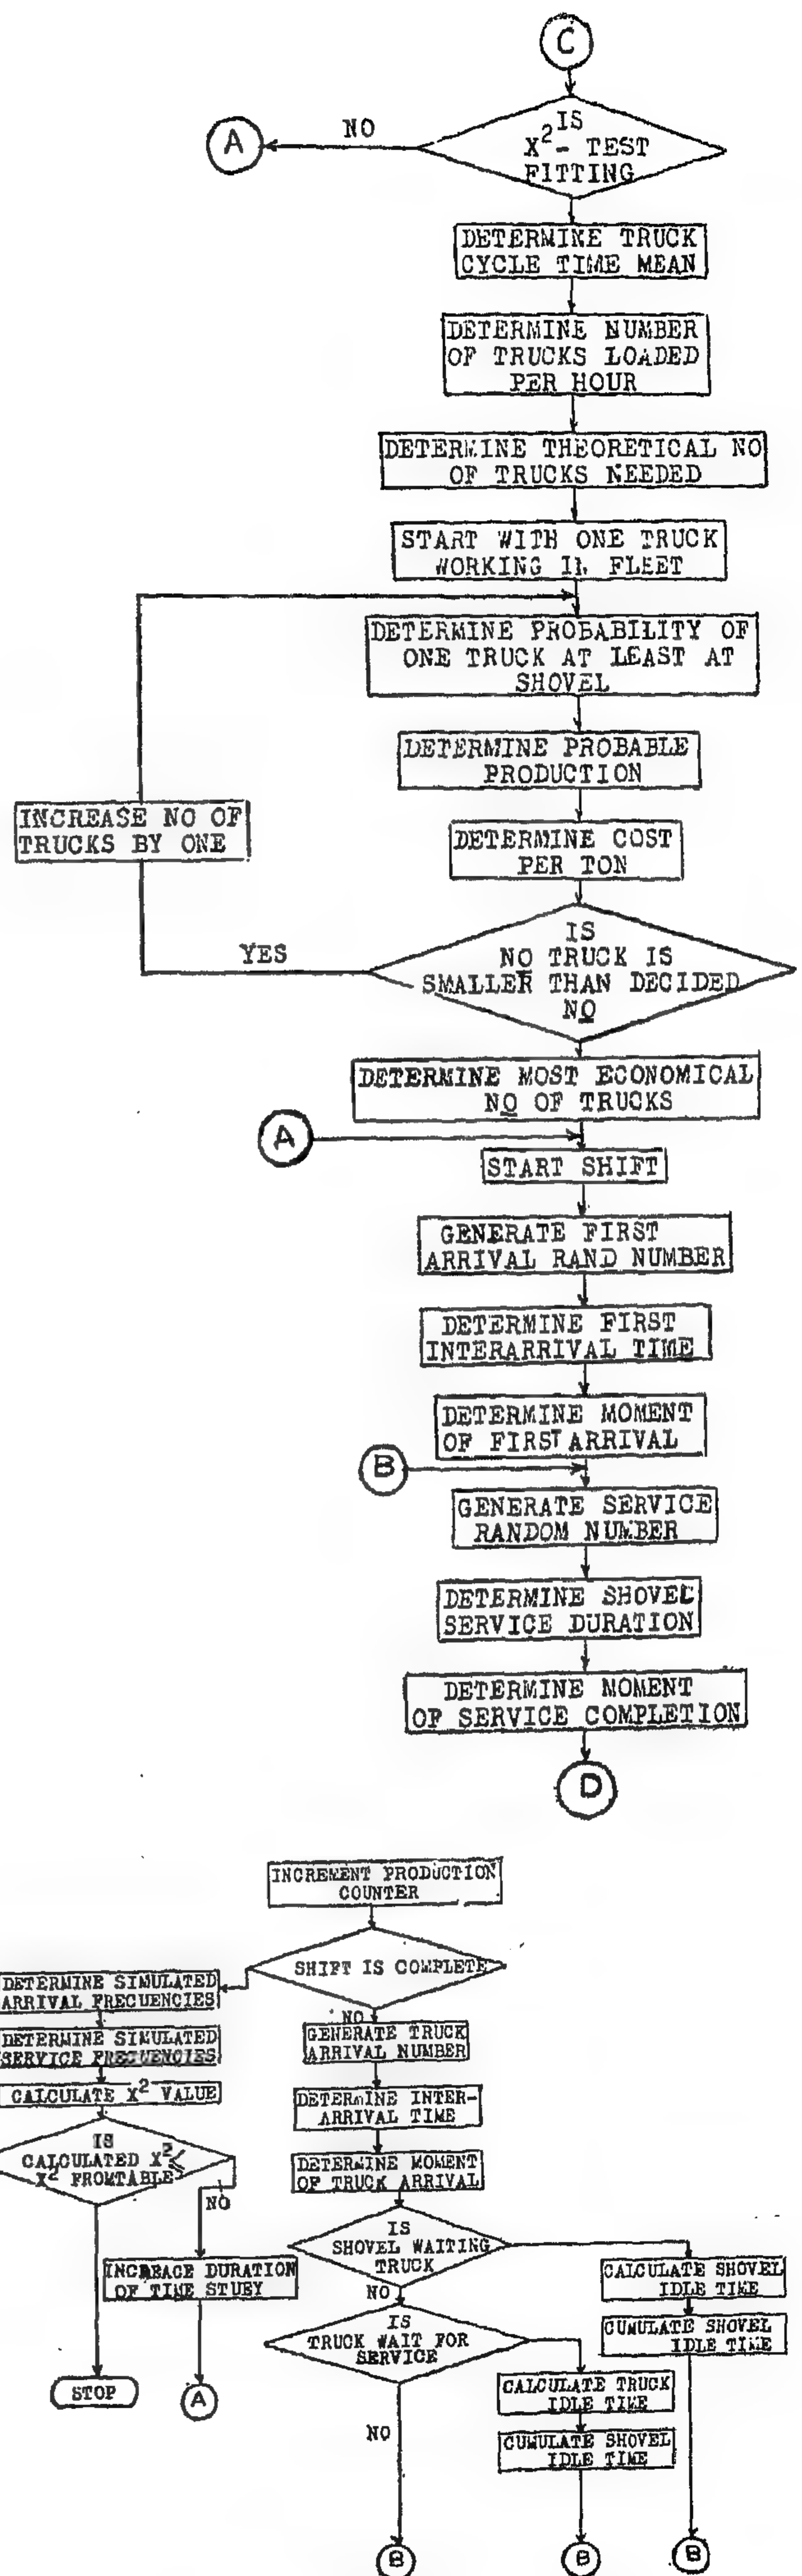 C
IS
X²- TEST
FITTING
NO
A
DETERMINE TRUCK
CYCLE TIME MEAN
DETERMINE NUMBER
OF TRUCKS LOADED
PER HOUR
DETERMINE THEORETICAL NO
OF TRUCKS NEEDED
START WITH ONE TRUCK
WORKING IN FLEET
DETERMINE PROBABILITY OF
ONE TRUCK AT LEAST AT
SHOVEL
DETERMINE PROBABLE
PRODUCTION
INCREASE NO OF
TRUCKS BY ONE
DETERMINE COST
PER TON
YES
IS
NO TRUCK IS
SMALLER THAN DECIDED
NO
DETERMINE MOST ECONOMICAL
NO OF TRUCKS
A
START SHIFT
GENERATE FIRST
ARRIVAL RAND NUMBER
DETERMINE FIRST
INTERARRIVAL TIME
DETERMINE MOMENT
OF FIRST ARRIVAL
B
GENERATE SERVICE
RANDOM NUMBER
DETERMINE SHOVEL
SERVICE DURATION
DETERMINE MOMENT
OF SERVICE COMPLETION
D
INCREMENT PRODUCTION
COUNTER
SHIFT IS COMPLETE
DETERMINE SIMULATED
ARRIVAL FRECUENCIES
DETERMINE SIMULATED
SERVICE FRECUENCIES
CALCULATE X² VALUE
IS
CALCULATED X²≤
X² FROMTABLE
NO
INCREACE DURATION
OF TIME STUBY
STOP
A
NO
GENERATE TRUCK
ARRIVAL NUMBER
DETERMINE INTER-
ARRIVAL TIME
DETERMINE MOMENT
OF TRUCK ARRIVAL
IS
SHOVEL WAITING
TRUCK
NO
IS
TRUCK WAIT FOR
SERVICE
NO
CALCULATE SHOVEL
IDLE TIME
CUMULATE SHOVEL
IDLE TIME
CALCULATE TRUCK
IDLE TIME
CUMULATE SHOVEL
IDLE TIME
B
B
B